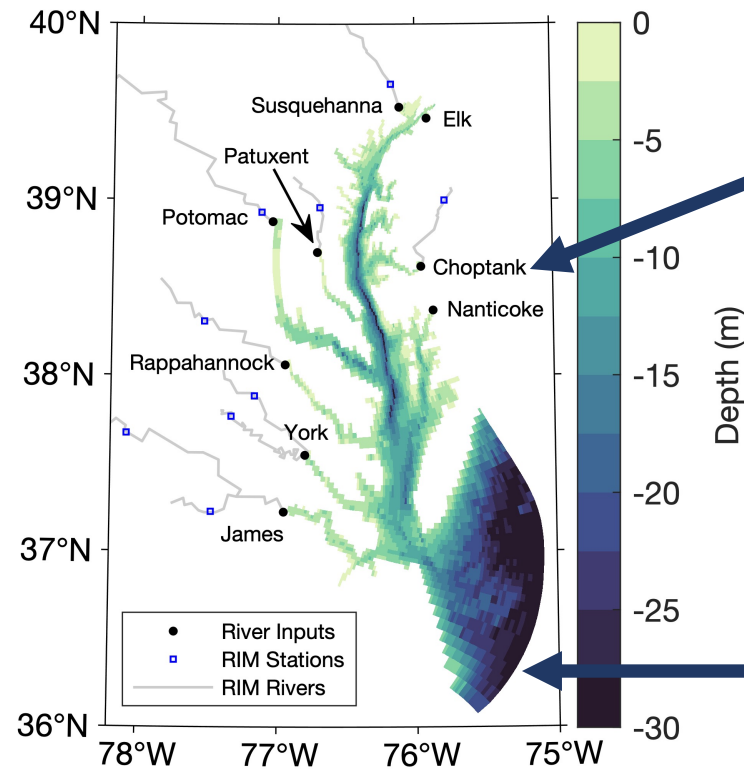 40°N
39°N
38°N
37°N
36°N
78°W
77°W
76°W
75°W
Susquehanna
Elk
Patuxent
Potomac
Choptank
Nanticoke
Rappahannock
York
James
River Inputs
RIM Stations
RIM Rivers
0
-5
-10
-15
-20
-25
-30
Depth (m)